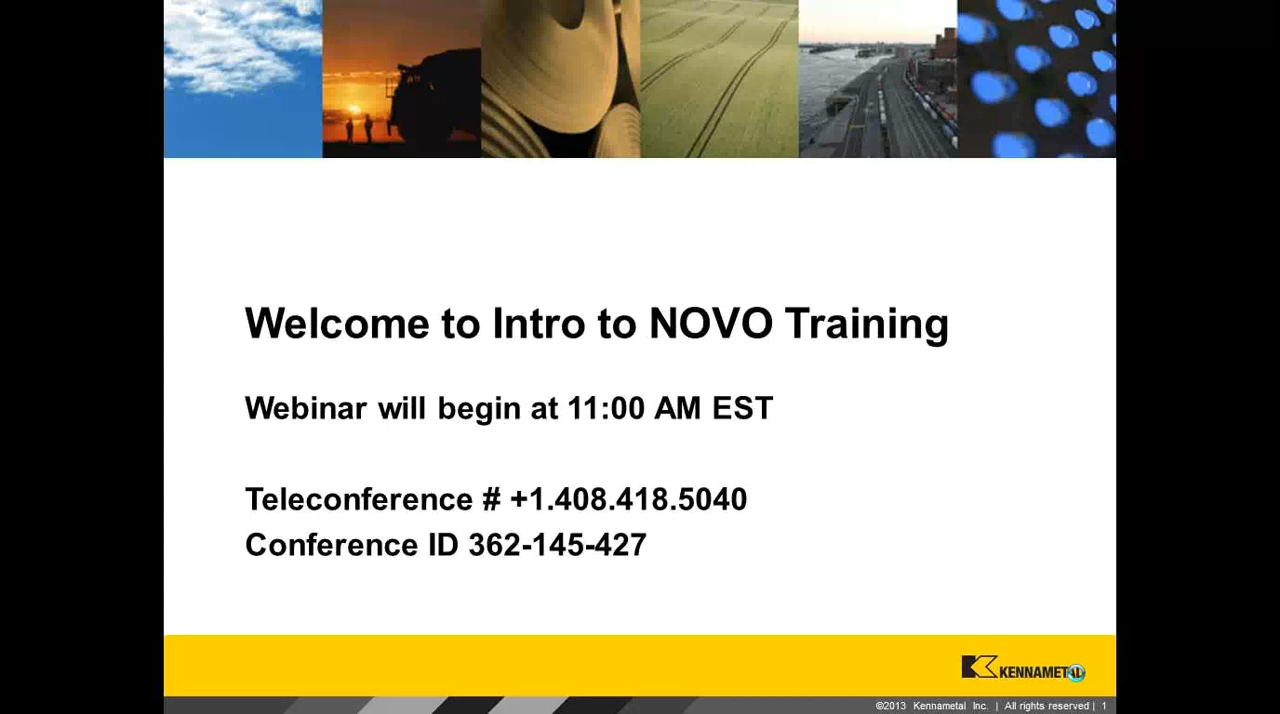 Welcome to Intro to NOVO Training
Webinar will begin at 11:00 AM EST
Teleconference # +1.408.418.5040
Conference ID 362-145-427
KENNAMETAL
©2013 Kennametal Inc. | All rights reserved | 1